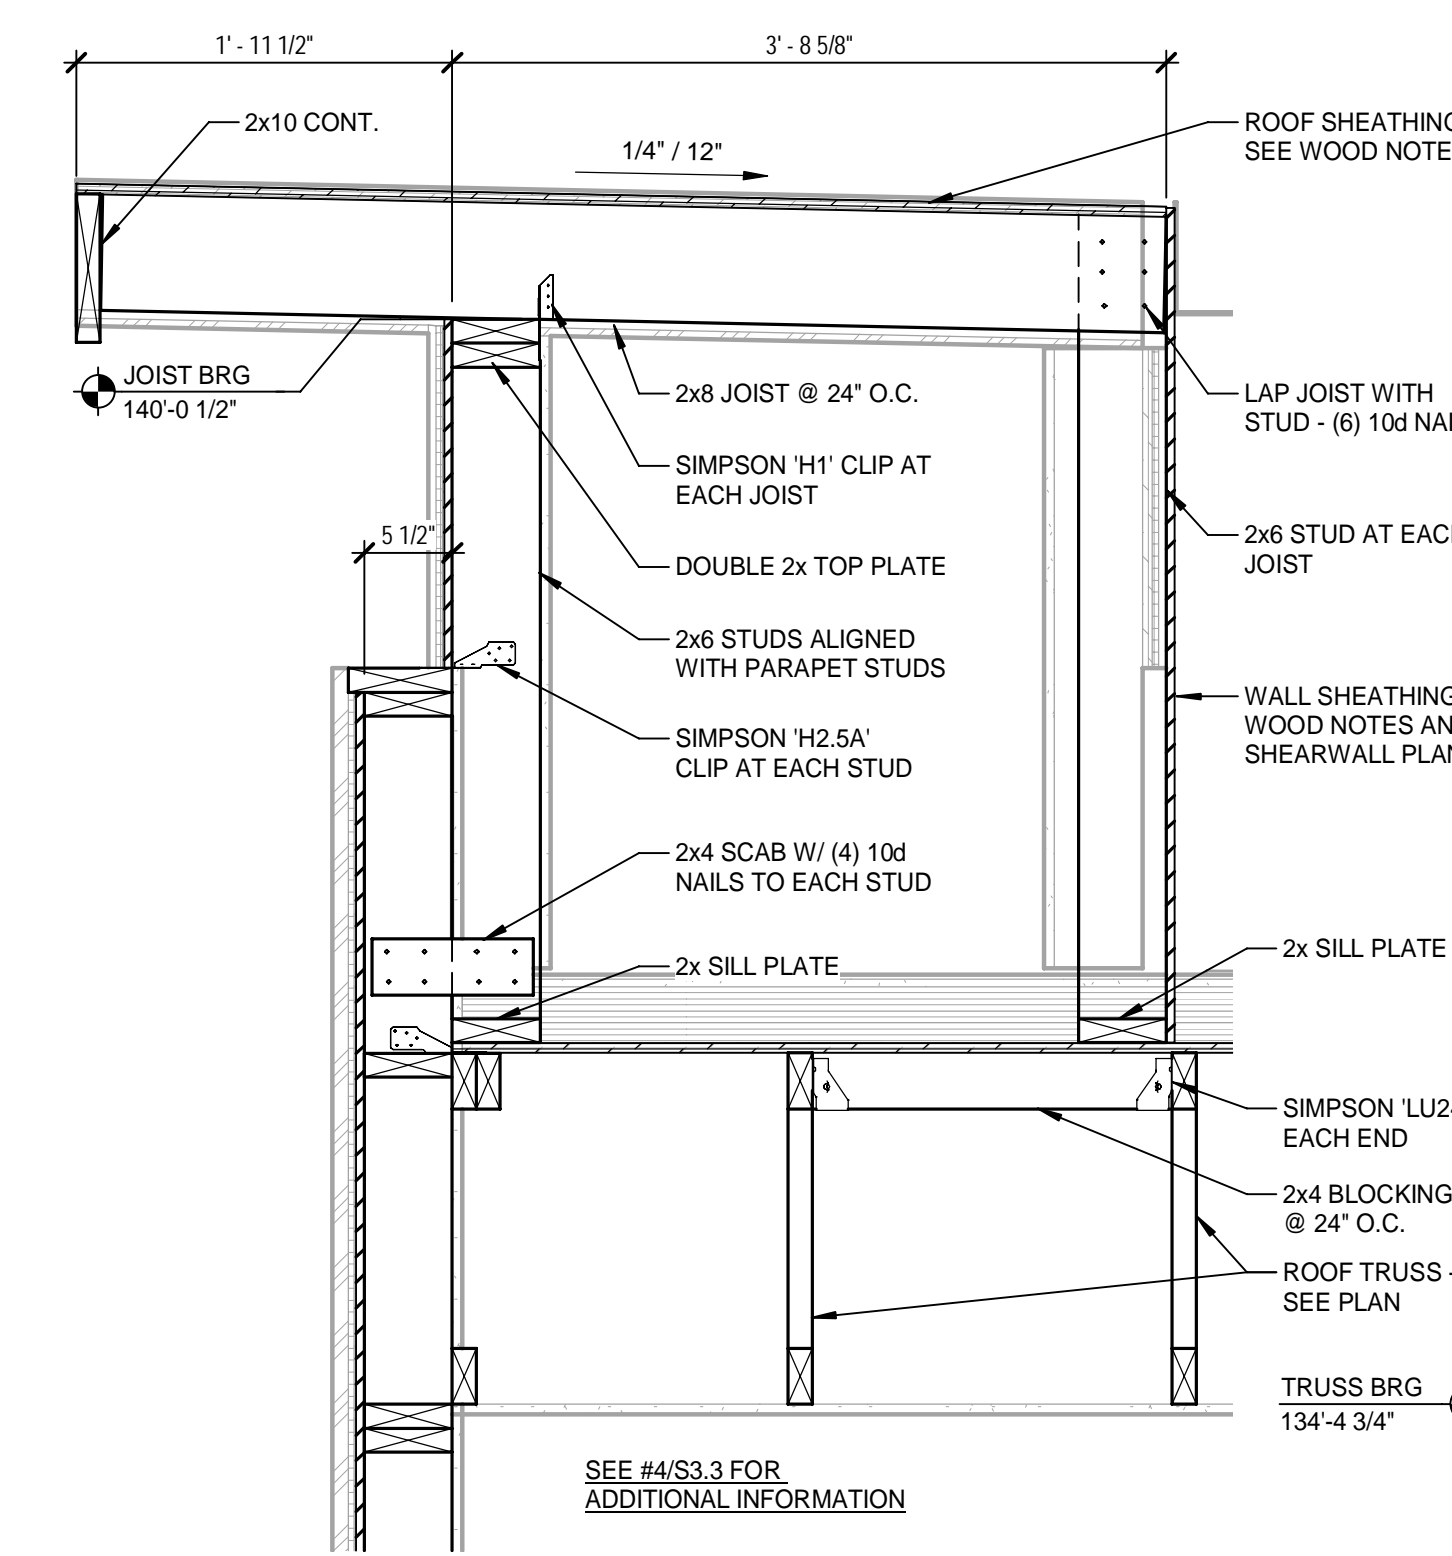 1' - 11 1/2"
3' - 8 5/8"
2x10 CONT.
1/4" / 12"
ROOF SHEATHING
SEE WOOD NOTE
JOIST BRG
140'-0 1/2"
2x8 JOIST @ 24" O.C.
LAP JOIST WITH
STUD - (6) 10d
SIMPSON 'H1' CLIP AT
EACH JOIST
5 1/2"
2x6 STUD AT
JOIST
DOUBLE 2x TOP PLATE
2x6 STUDS ALIGNED
WITH PARAPET STUDS
WALL SHEATHING
WOOD NOTES
SHEARWALL
SIMPSON 'H2.5A'
CLIP AT EACH STUD
2x4 SCAB W/ (4) 10d
NAILS TO EACH STUD
2x SILL PLATE
2x SILL PLATE
SIMPSON
EACH END
2x4 BLOCKING
@ 24" O.C.
ROOF TRUSS -
SEE PLAN
TRUSS BRG
134'-4 3/4"
SEE #4/S3.3 FOR
ADDITIONAL INFORMATION